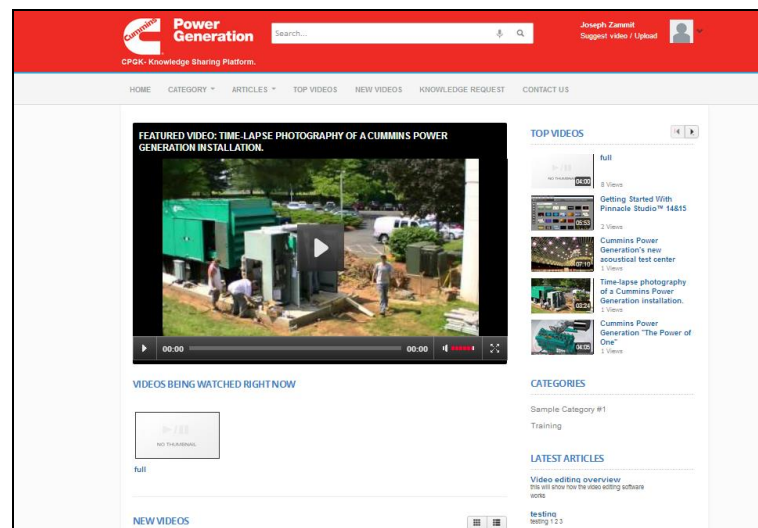 Cummins
Power
Generation
CPGK- Knowledge Sharing Platform.
Search...
Joseph Zammit
Suggest video / Upload
HOME CATEGORY ARTICLES TOP VIDEOS NEW VIDEOS KNOWLEDGE REQUEST CONTACT US
FEATURED VIDEO: TIME-LAPSE PHOTOGRAPHY OF A CUMMINS POWER
GENERATION INSTALLATION.
00:00 00:00
VIDEOS BEING WATCHED RIGHT NOW
NO THUMBNAIL
full
NEW VIDEOS
TOP VIDEOS
NO THUMBNAIL
04:00
full
8 Views
05:53
Getting Started With
Pinnacle Studio™ 14&15
2 Views
07:10
Cummins Power
Generation's new
acoustical test center
1 Views
03:24
Time-lapse photography
of a Cummins Power
Generation installation.
1 Views
04:05
Cummins Power
Generation "The Power of
One"
1 Views
CATEGORIES
Sample Category #1
Training
LATEST ARTICLES
Video editing overview
this will show how the video editing software
works
testing
testing 1 2 3